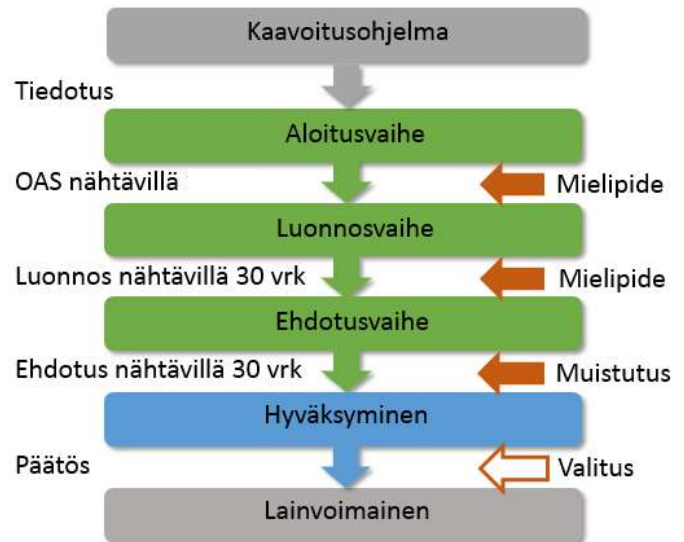 Kaavoitusohjelma
Tiedotus
Aloitusvaihe
OAS nähtävillä
Mielipide
Luonnosvaihe
Luonnos nähtävillä 30 vrk
Mielipide
Ehdotusvaihe
Ehdotus nähtävillä 30 vrk
Muistutus
Hyväksyminen
Päätös
Valitus
Lainvoimainen